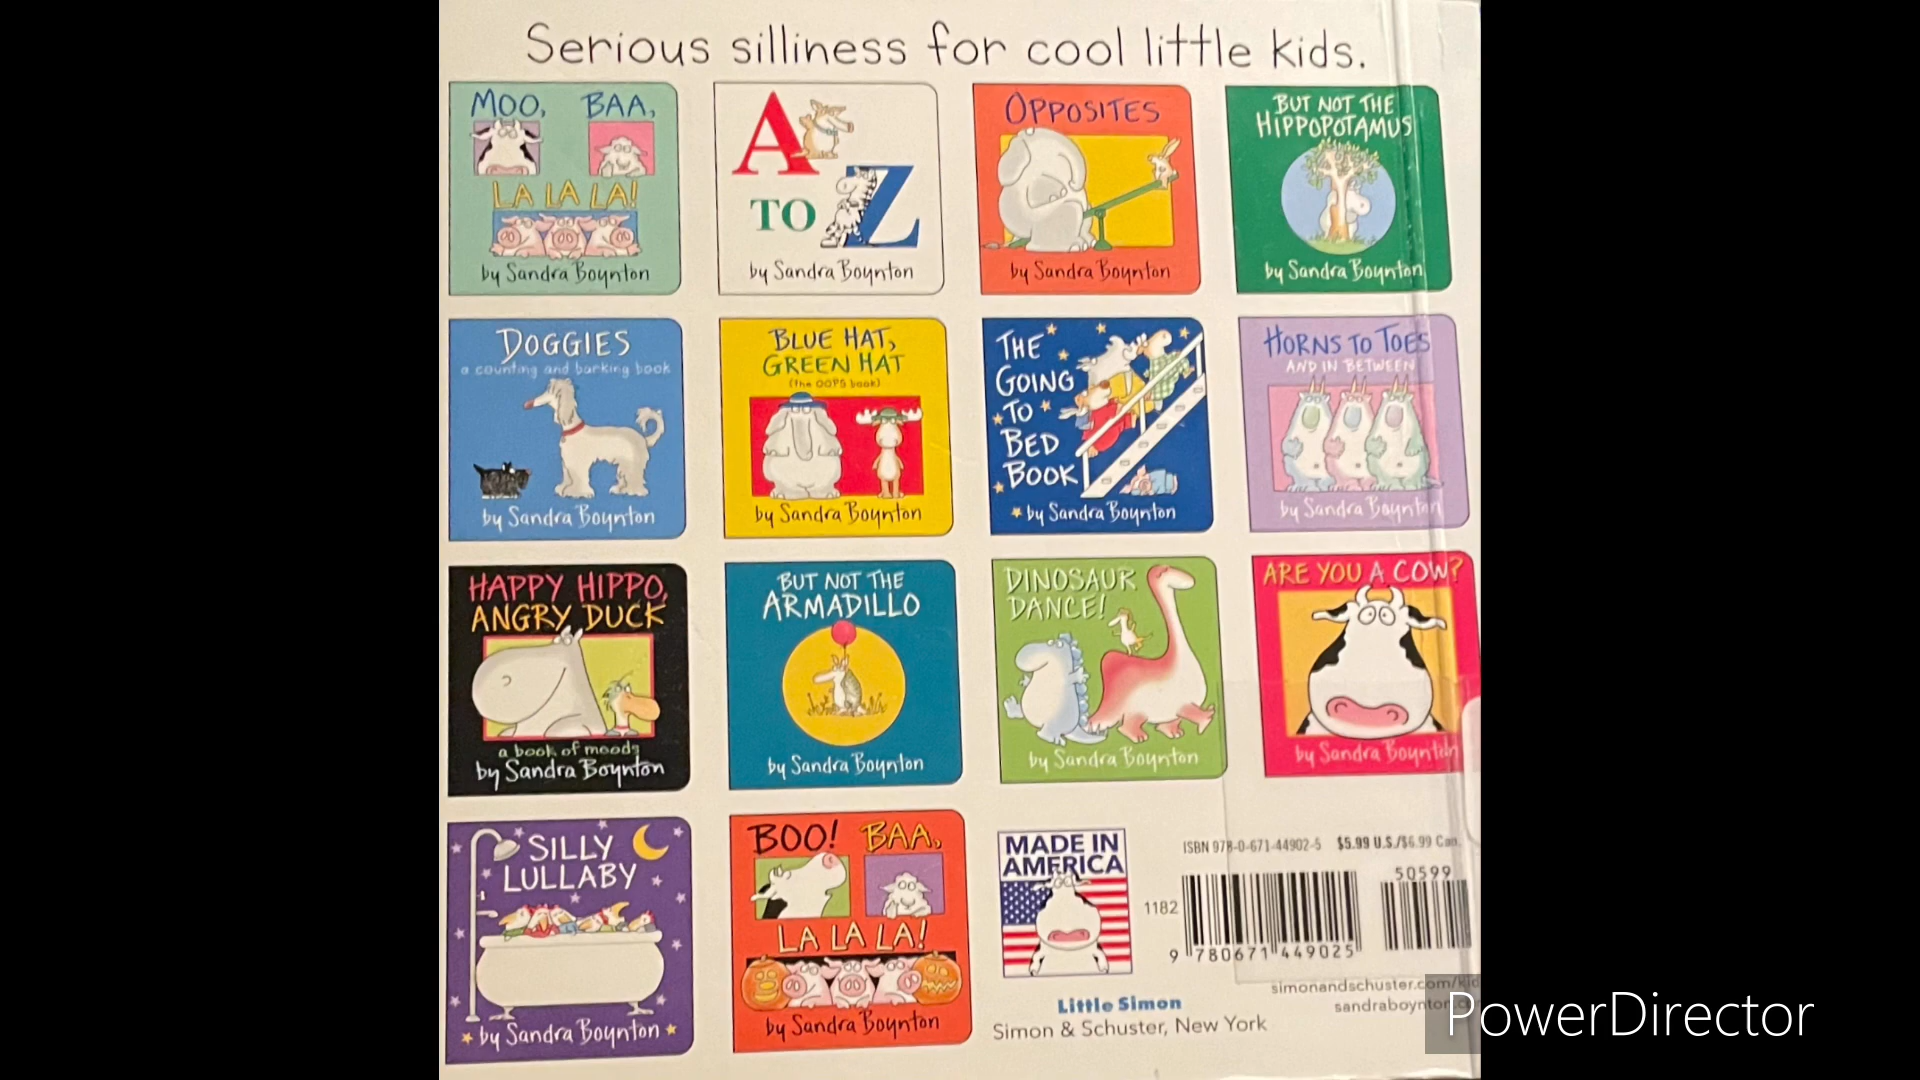 Serious silliness for cool little kids.
MOO, BAA,
LA LA LA!
by Sandra Boynton
A
TO
Z
by Sandra Boynton
OPPOSITES
by Sandra Boynton
BUT NOT THE
HIPPOPOTAMUS
by Sandra Boynton
DOGGIES
a counting and barking book
by Sandra Boynton
BLUE HAT,
GREEN HAT
(the OOPS book)
by Sandra Boynton
THE
GOING
TO
BED
BOOK
by Sandra Boynton
HORNS TO TOES
AND IN BETWEEN
by Sandra Boynton
HAPPY HIPPO,
ANGRY DUCK
a book of moods
by Sandra Boynton
BUT NOT THE
ARMADILLO
by Sandra Boynton
DINOSAUR
DANCE!
by Sandra Boynton
ARE YOU A COW?
by Sandra Boynton
SILLY
LULLABY
by Sandra Boynton
BOO! BAA,
LA LA LA!
by Sandra Boynton
MADE IN
AMERICA
ISBN 978-0-671-44902-5 $5.99 U.S./$6.99 Can.
50599
1182
9 780671 449025
Little Simon
Simon & Schuster, New York
simonandschuster.com/kid
sandraboynton.c
PowerDirector